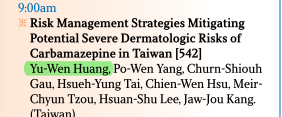 9:00am
※ Risk Management Strategies Mitigating
Potential Severe Dermatologic Risks of
Carbamazepine in Taiwan [542]
Yu-Wen Huang, Po-Wen Yang, Churn-Shiouh
Gau, Hsueh-Yung Tai, Chien-Wen Hsu, Meir-
Chyun Tzou, Hsuan-Shu Lee, Jaw-Jou Kang.
(Taiwan)